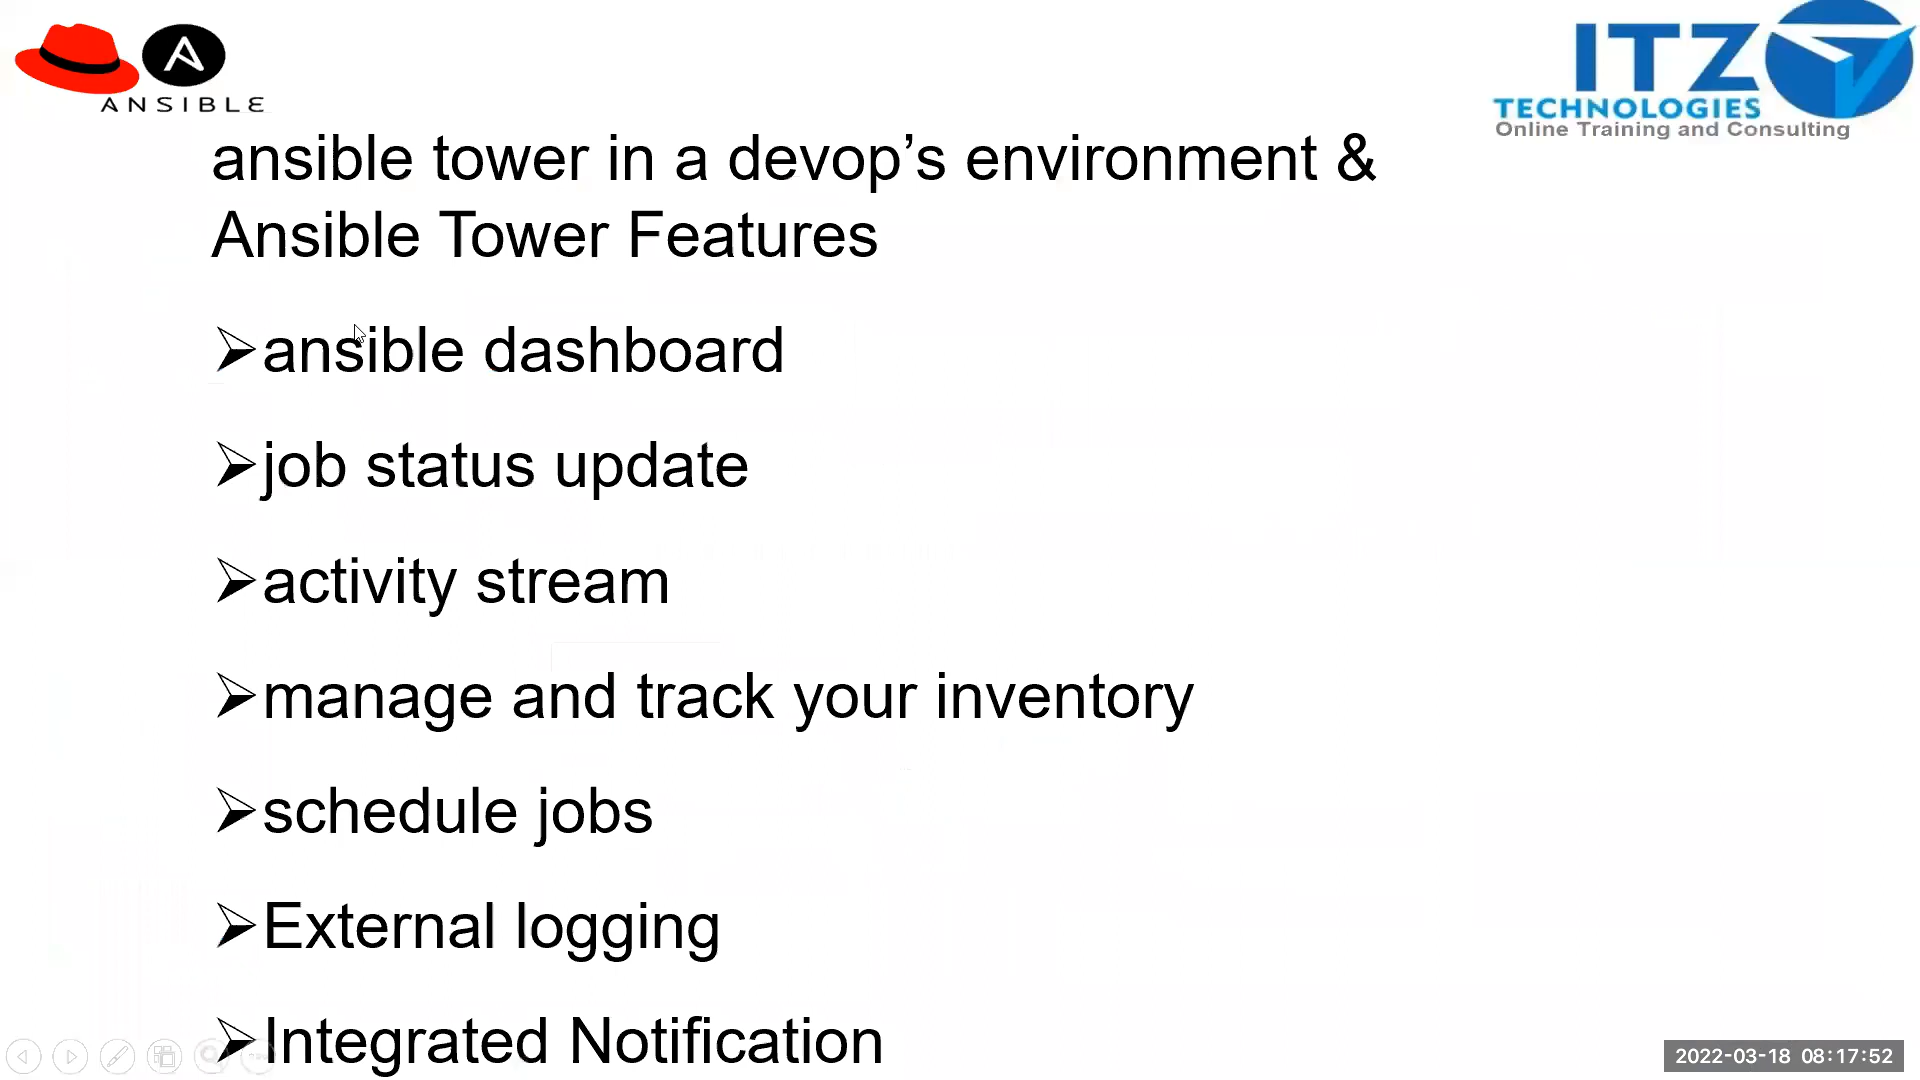 ANSIBLE
ITZ
TECHNOLOGIES
Online Training and Consulting
ansible tower in a devop’s environment &
Ansible Tower Features
➢ansible dashboard
➢job status update
➢activity stream
➢manage and track your inventory
➢schedule jobs
➢External logging
➢Integrated Notification
2022-03-18 08:17:52